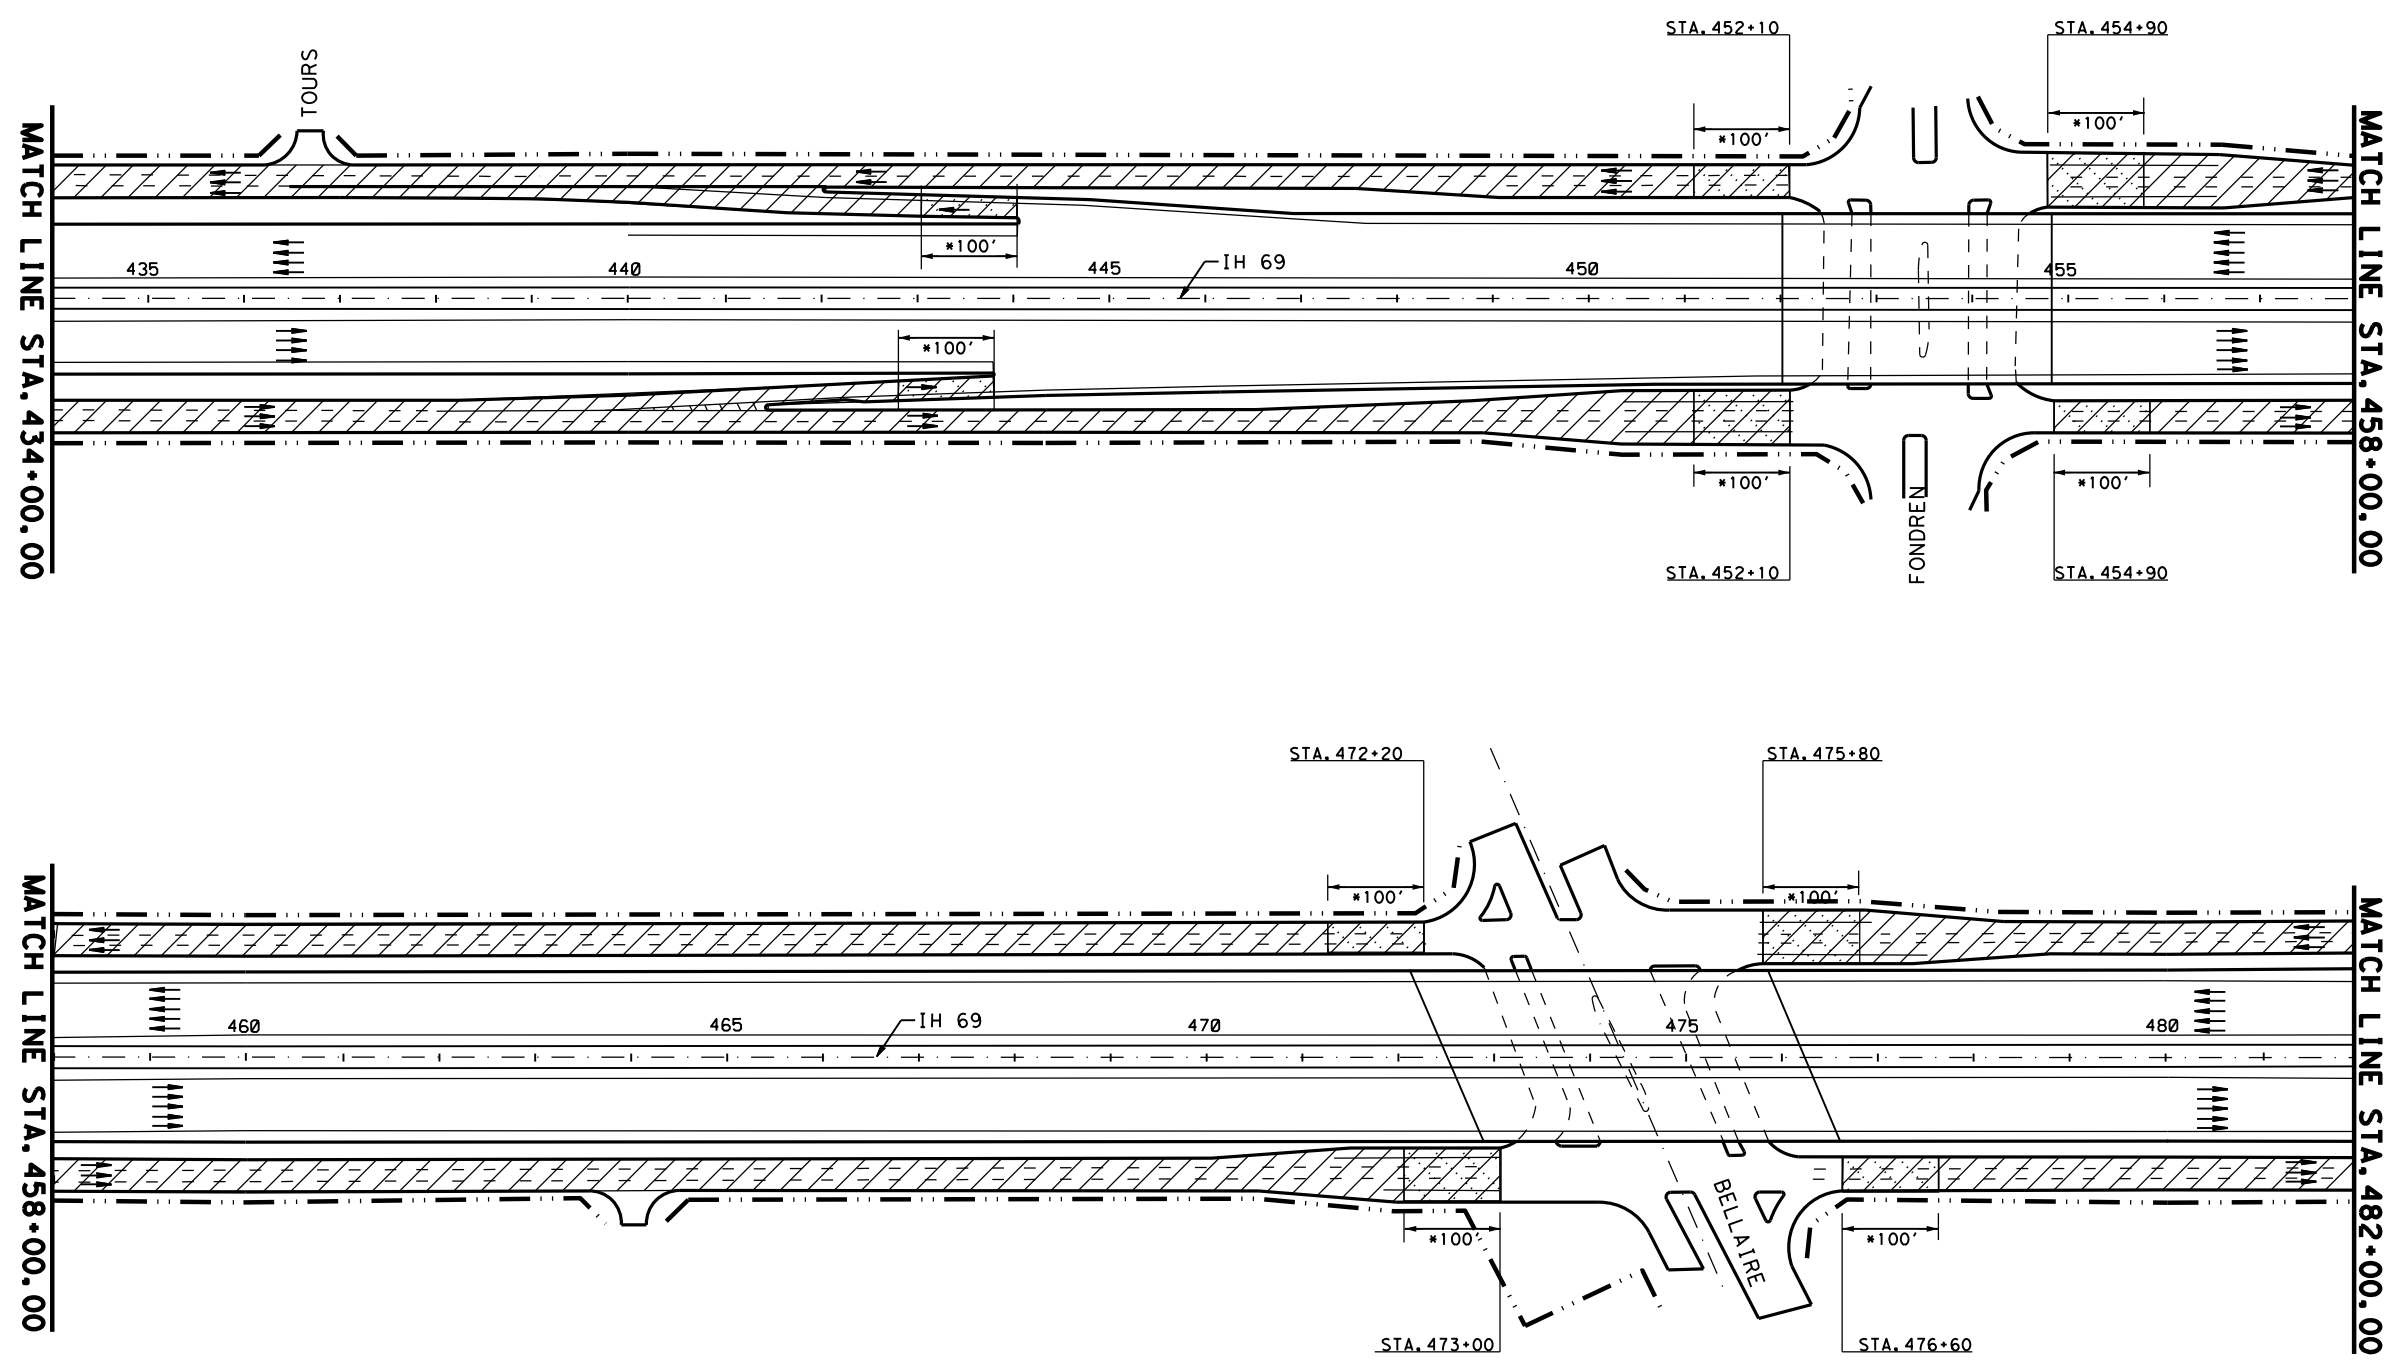 STA. 452+10
STA. 454+90
TOURS
*100'
*100'
MATCH LINE STA. 434+00.00
MATCH LINE STA. 458+00.00
*100'
435
440
445
IH 69
450
455
*100'
*100'
*100'
FONDREN
STA. 452+10
STA. 454+90
STA. 472+20
STA. 475+80
*100'
*100'
MATCH LINE STA. 458+00.00
MATCH LINE STA. 482+00.00
460
465
IH 69
470
475
480
BELLAIRE
*100'
*100'
STA. 473+00
STA. 476+60